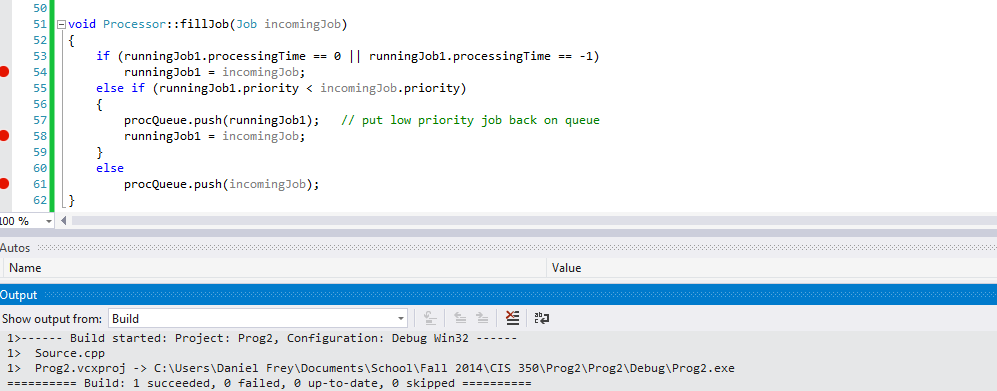 50
51 void Processor::fillJob(Job incomingJob)
52 {
53 if (runningJob1.processingTime == 0 || runningJob1.processingTime == -1)
54 runningJob1 = incomingJob;
55 else if (runningJob1.priority < incomingJob.priority)
56 {
57 procQueue.push(runningJob1); // put low priority job back on queue
58 runningJob1 = incomingJob;
59 }
60 else
61 procQueue.push(incomingJob);
62 }
100 %
Autos
Name Value
Output
Show output from: Build
1>------ Build started: Project: Prog2, Configuration: Debug Win32 ------
1> Source.cpp
1> Prog2.vcxproj -> C:\Users\Daniel Frey\Documents\School\Fall 2014\CIS 350\Prog2\Prog2\Debug\Prog2.exe
========== Build: 1 succeeded, 0 failed, 0 up-to-date, 0 skipped ==========